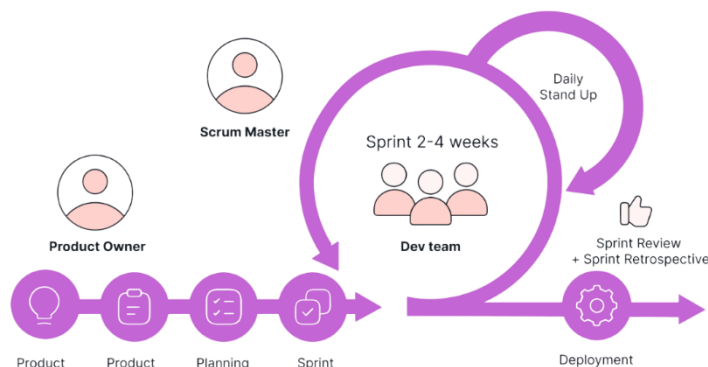 Daily
Stand Up
Scrum Master
Sprint 2-4 weeks
Product Owner
Dev team
Sprint Review
+ Sprint Retrospective
Product
Product
Planning
Sprint
Deployment